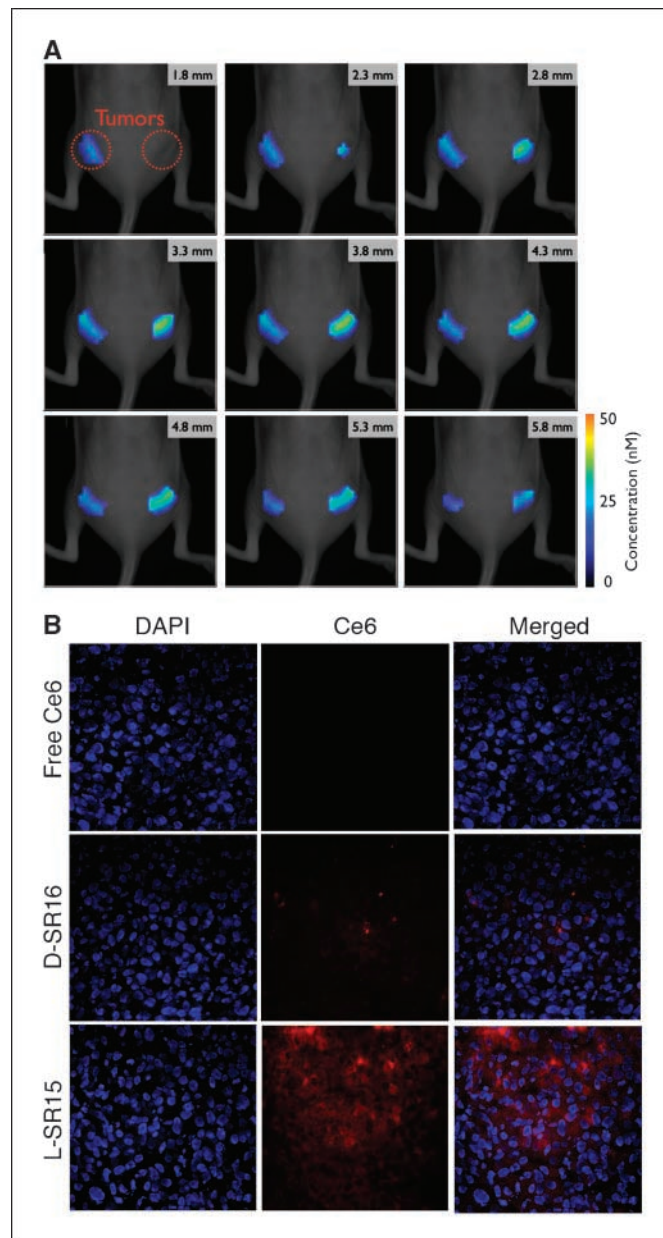 A
1.8 mm
2.3 mm
2.8 mm
Tumors
3.3 mm
3.8 mm
4.3 mm
4.8 mm
5.3 mm
5.8 mm
50
25
0
Concentration (nM)
B
DAPI
Ce6
Merged
Free Ce6
D-SR16
L-SR15